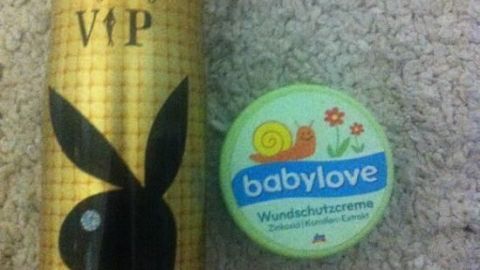 VIP
babylove
Wundschutzcreme
Zinkoxid | Kamillen-Extrakt